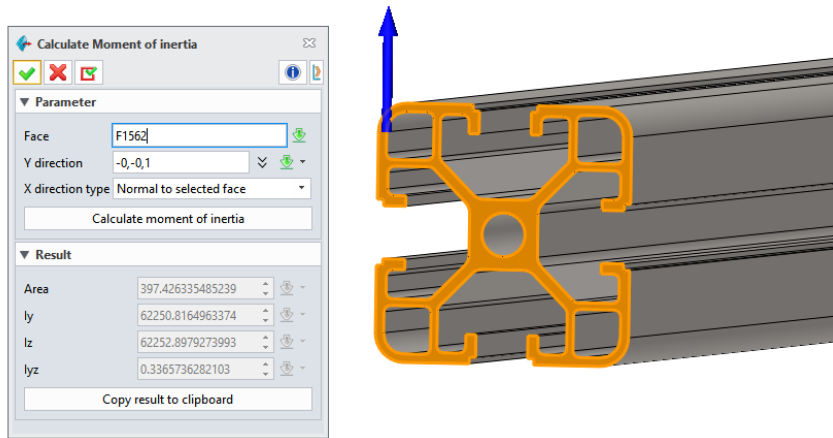 Calculate Moment of inertia
Parameter
Face F1562
Y direction -0,-0,1
X direction type Normal to selected face
Calculate moment of inertia
Result
Area 397.426335485239
Iy 62250.8164963374
Iz 62252.8979273993
Iyz 0.3365736282103
Copy result to clipboard